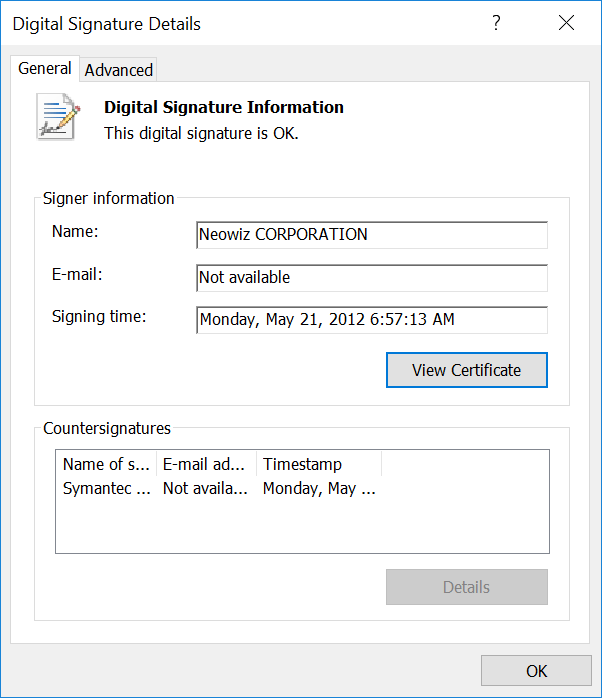 Digital Signature Details
?
General
Advanced
Digital Signature Information
This digital signature is OK.
Signer information
Name:
Neowiz CORPORATION
E-mail:
Not available
Signing time:
Monday, May 21, 2012 6:57:13 AM
View Certificate
Countersignatures
Name of s... E-mail ad... Timestamp
Symantec ... Not availa... Monday, May ...
Details
OK